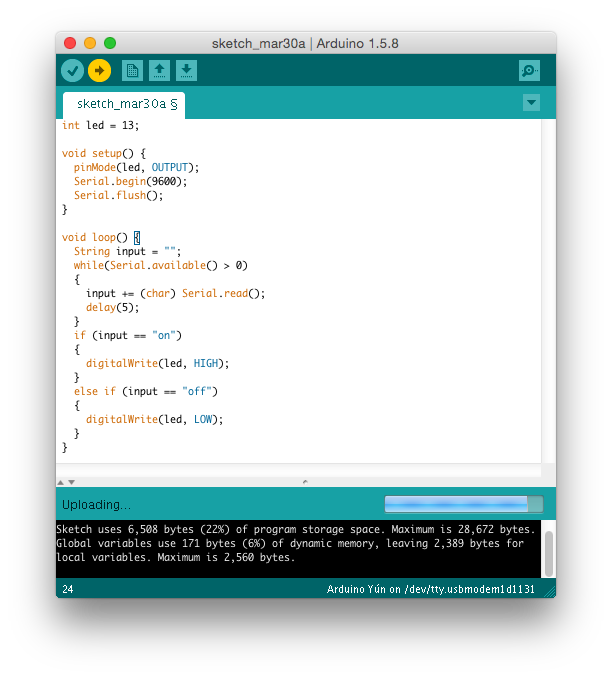 sketch_mar30a | Arduino 1.5.8
sketch_mar30a §
int led = 13;
void setup() {
  pinMode(led, OUTPUT);
  Serial.begin(9600);
  Serial.flush();
}
void loop() {
  String input = "";
  while(Serial.available() > 0)
  {
    input += (char) Serial.read();
    delay(5);
  }
  if (input == "on")
  {
    digitalWrite(led, HIGH);
  }
  else if (input == "off")
  {
    digitalWrite(led, LOW);
  }
}
Uploading...
Sketch uses 6,508 bytes (22%) of program storage space. Maximum is 28,672 bytes.
Global variables use 171 bytes (6%) of dynamic memory, leaving 2,389 bytes for
local variables. Maximum is 2,560 bytes.
24
Arduino Yún on /dev/tty.usbmodem1d1131